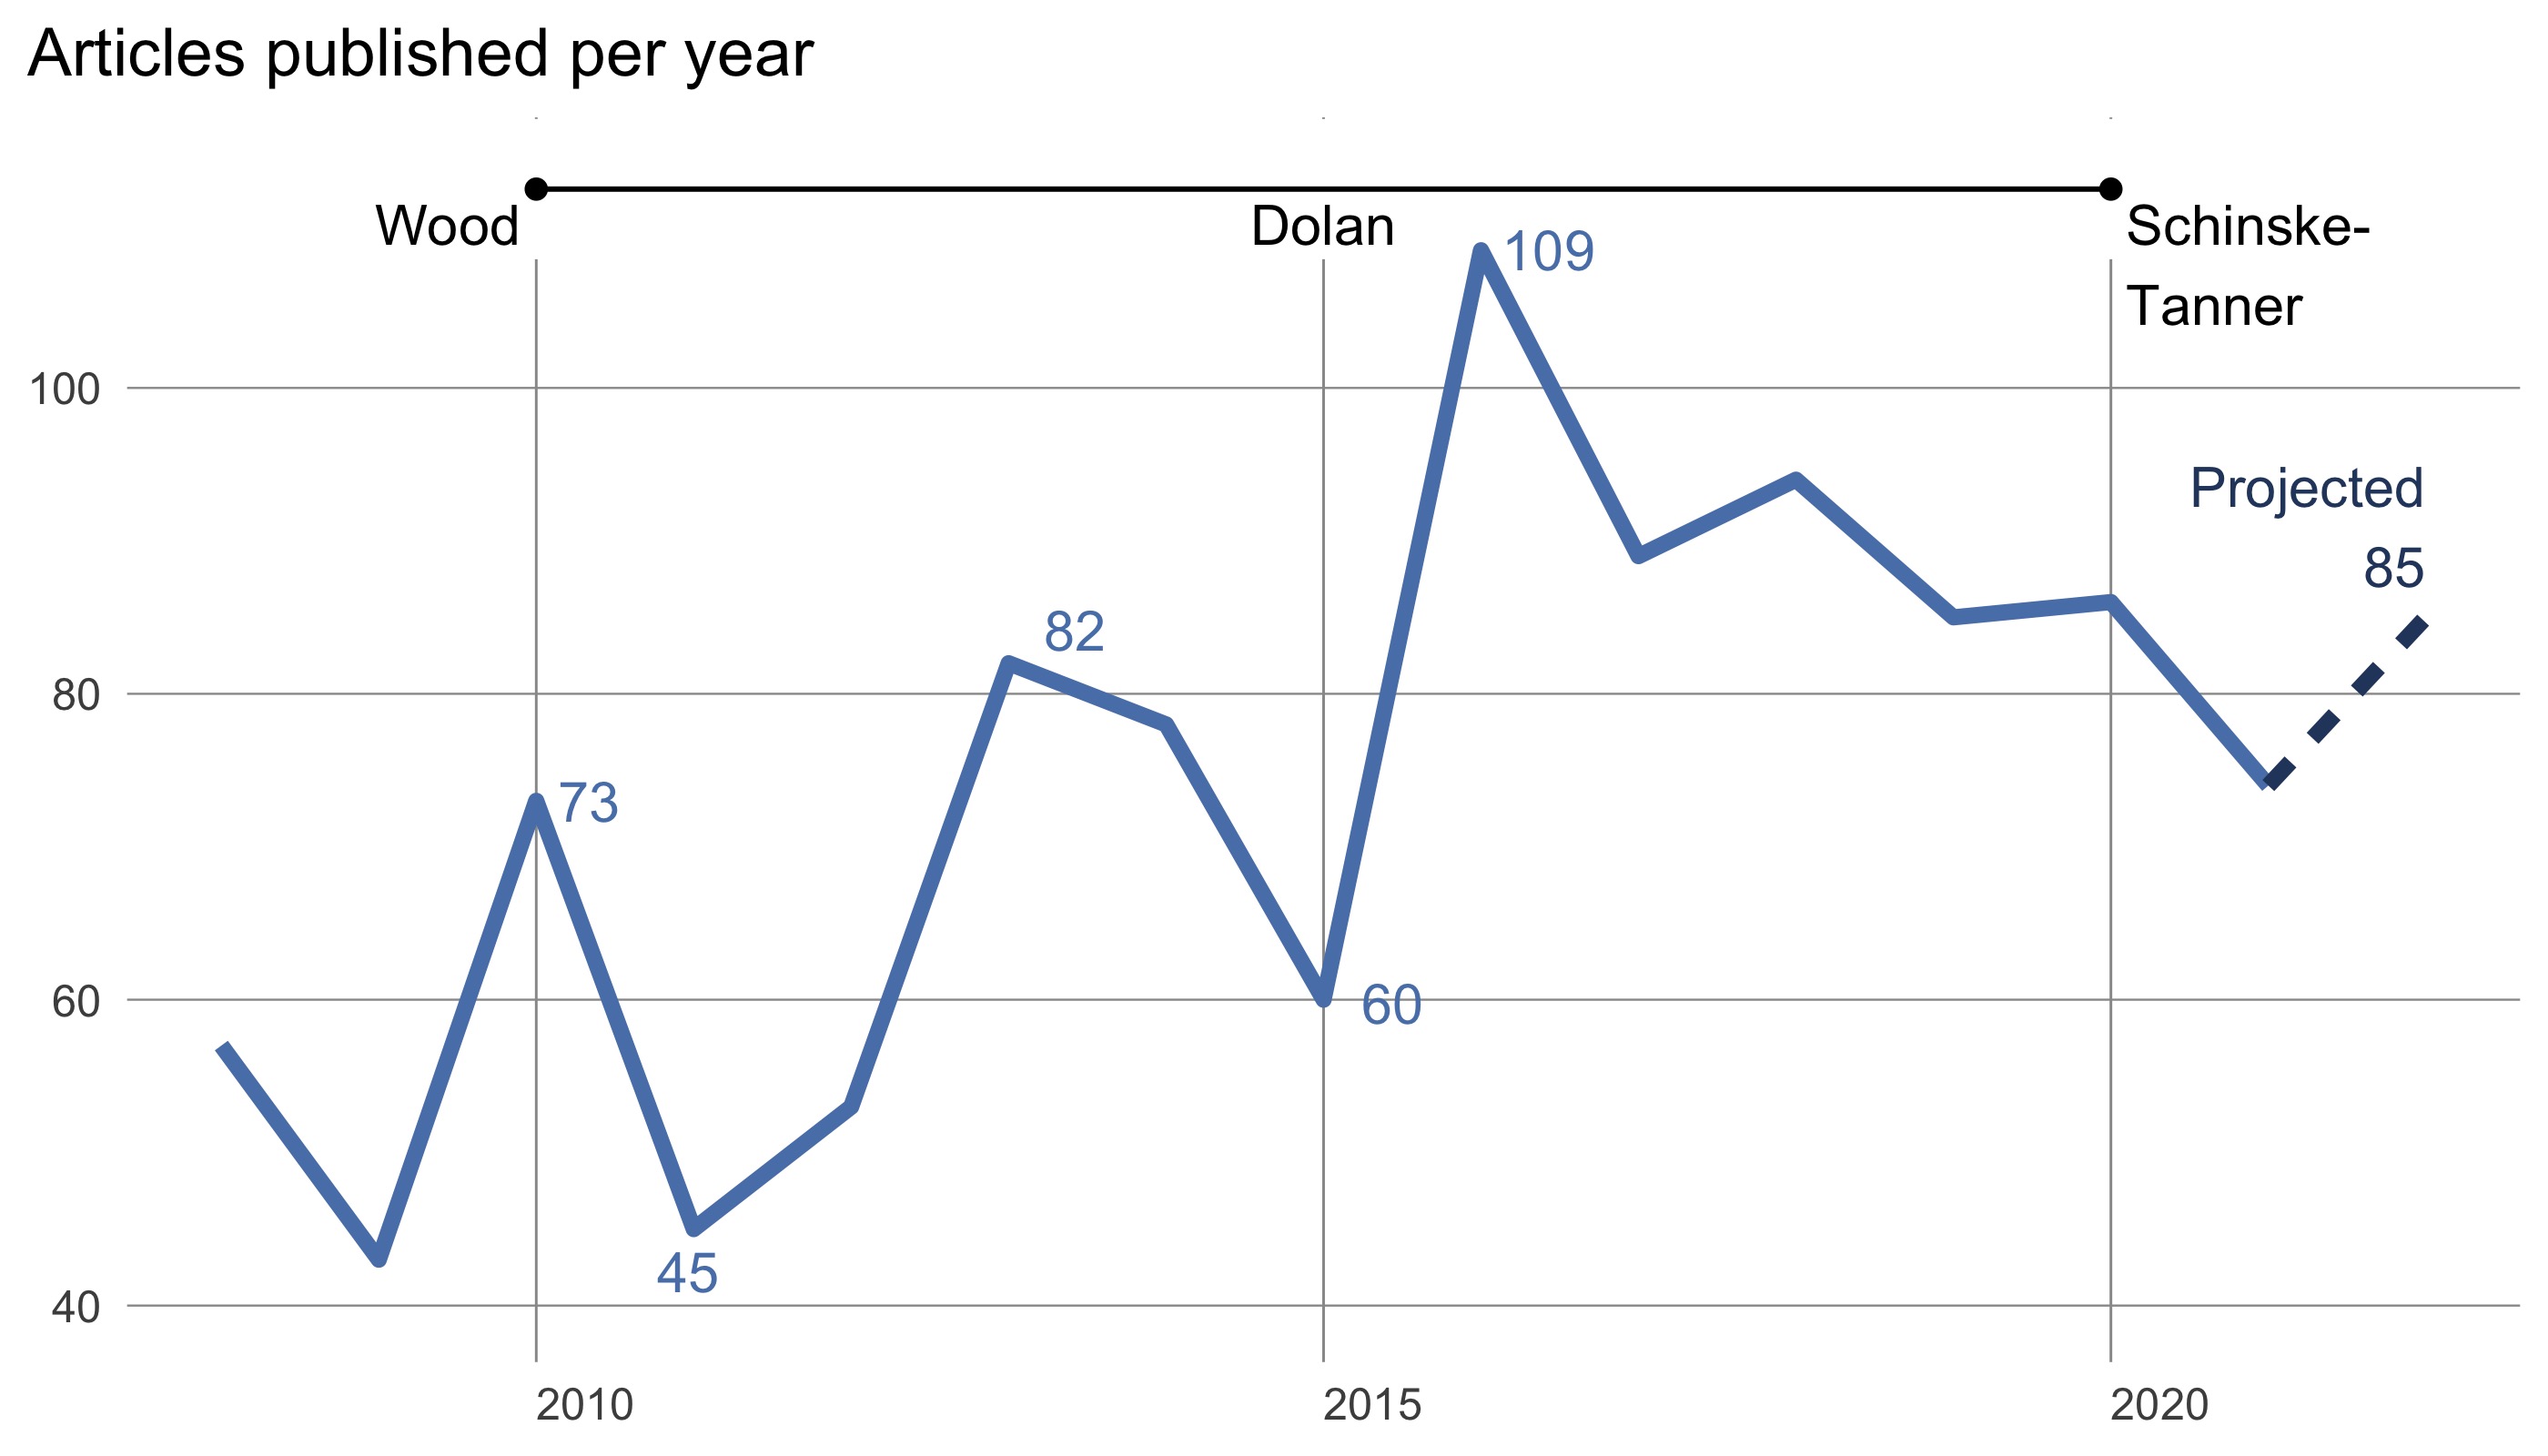 Articles published per year
Wood
Dolan
Schinske-
Tanner
109
100
Projected
85
82
80
73
60
60
45
40
2010
2015
2020